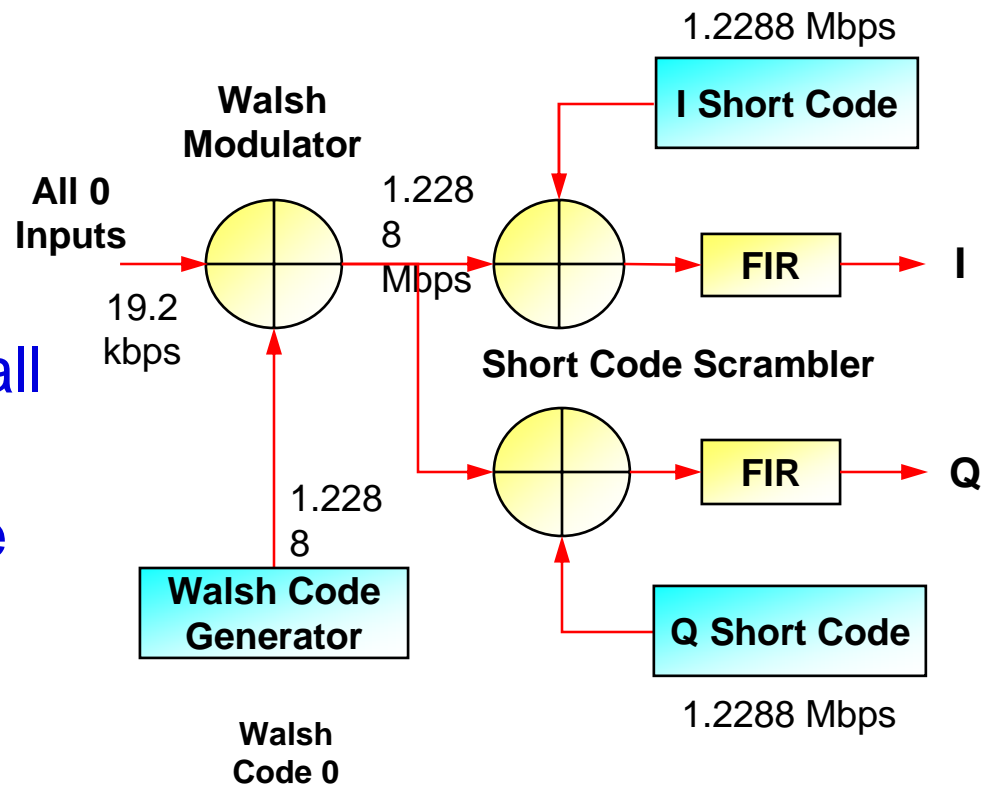 1.2288 Mbps
I Short Code
Walsh
Modulator
All 0
Inputs
1.228
8
Mbps
FIR
I
19.2
kbps
all
Short Code Scrambler
FIR
Q
1.228
8
e
Walsh Code
Generator
Q Short Code
1.2288 Mbps
Walsh
Code 0